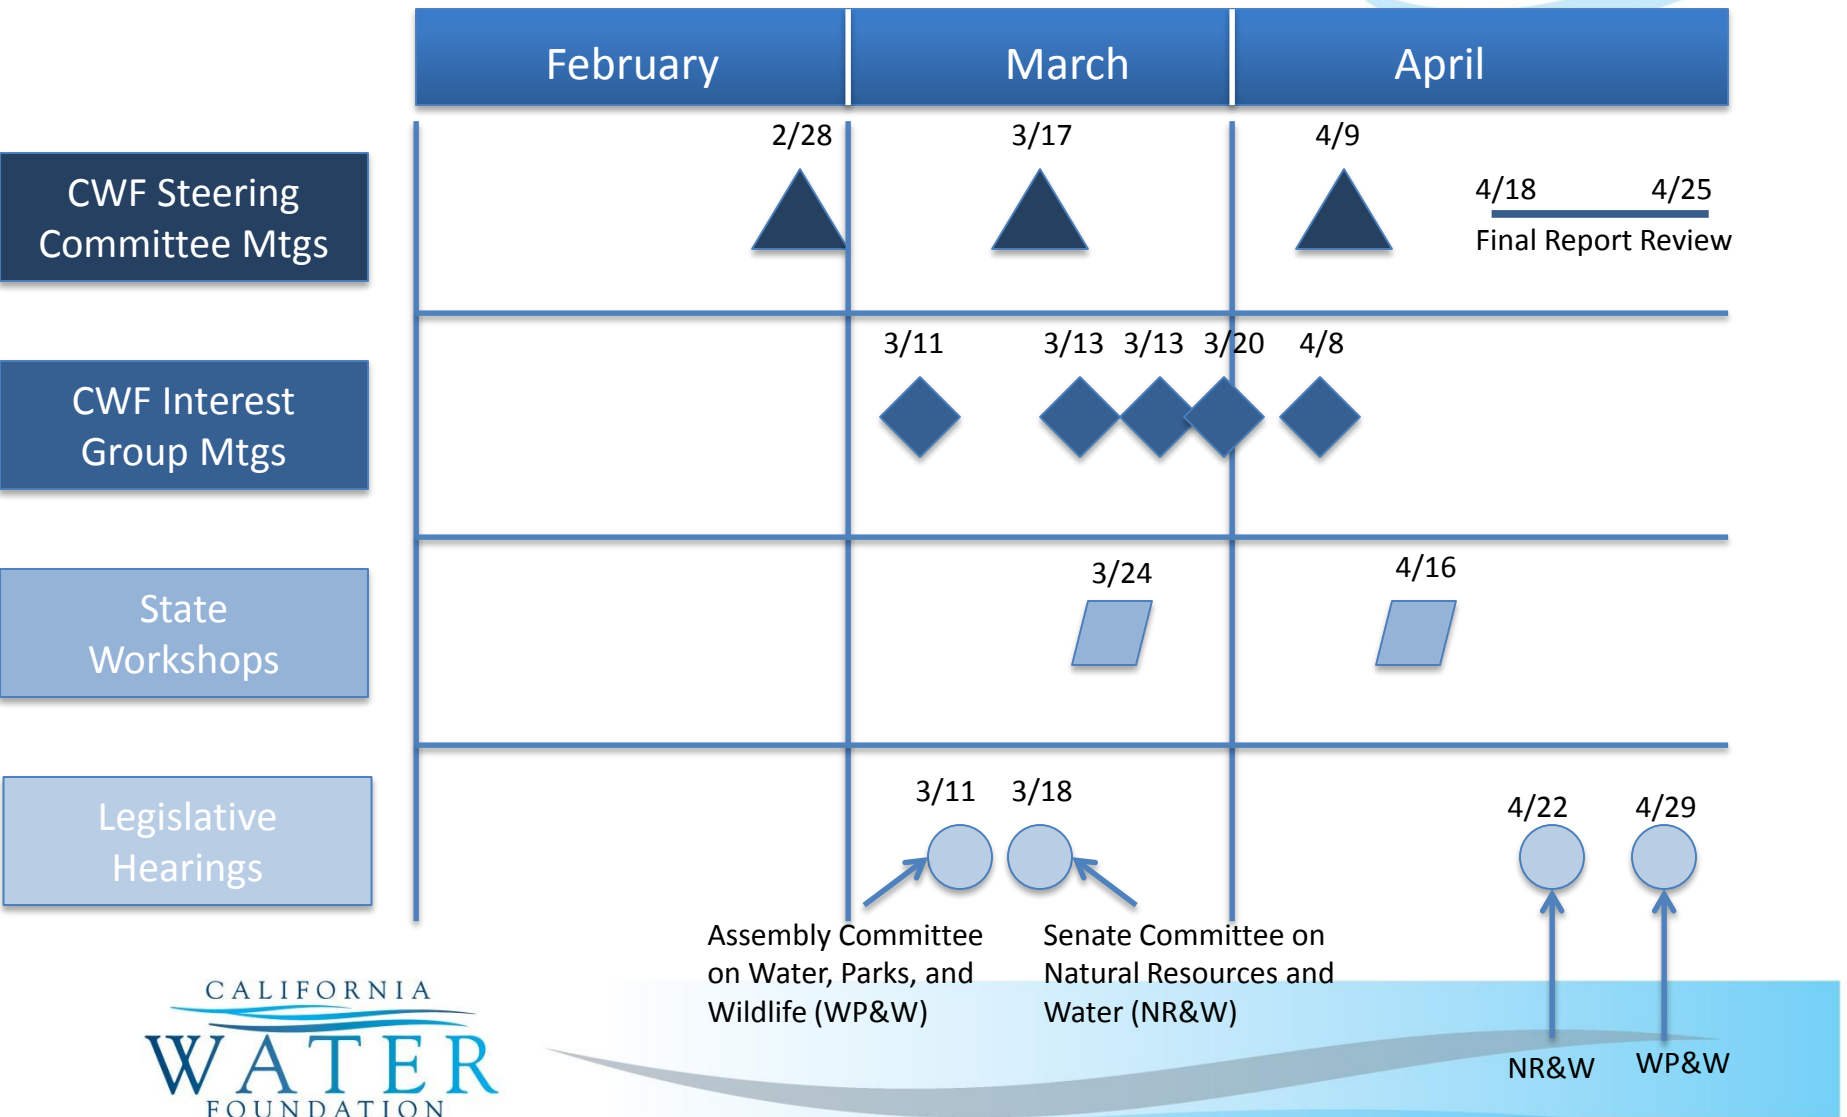 February March April
2/28 3/17 4/9
CWF Steering
Committee Mtgs
4/18 4/25
Final Report Review
3/11 3/13 3/13 3/20 4/8
CWF Interest
Group Mtgs
3/24 4/16
State
Workshops
3/11 3/18 4/22 4/29
Legislative
Hearings
Assembly Committee
on Water, Parks, and
Wildlife (WP&W)
Senate Committee on
Natural Resources and
Water (NR&W)
NR&W WP&W
CALIFORNIA
WATER
FOUNDATION